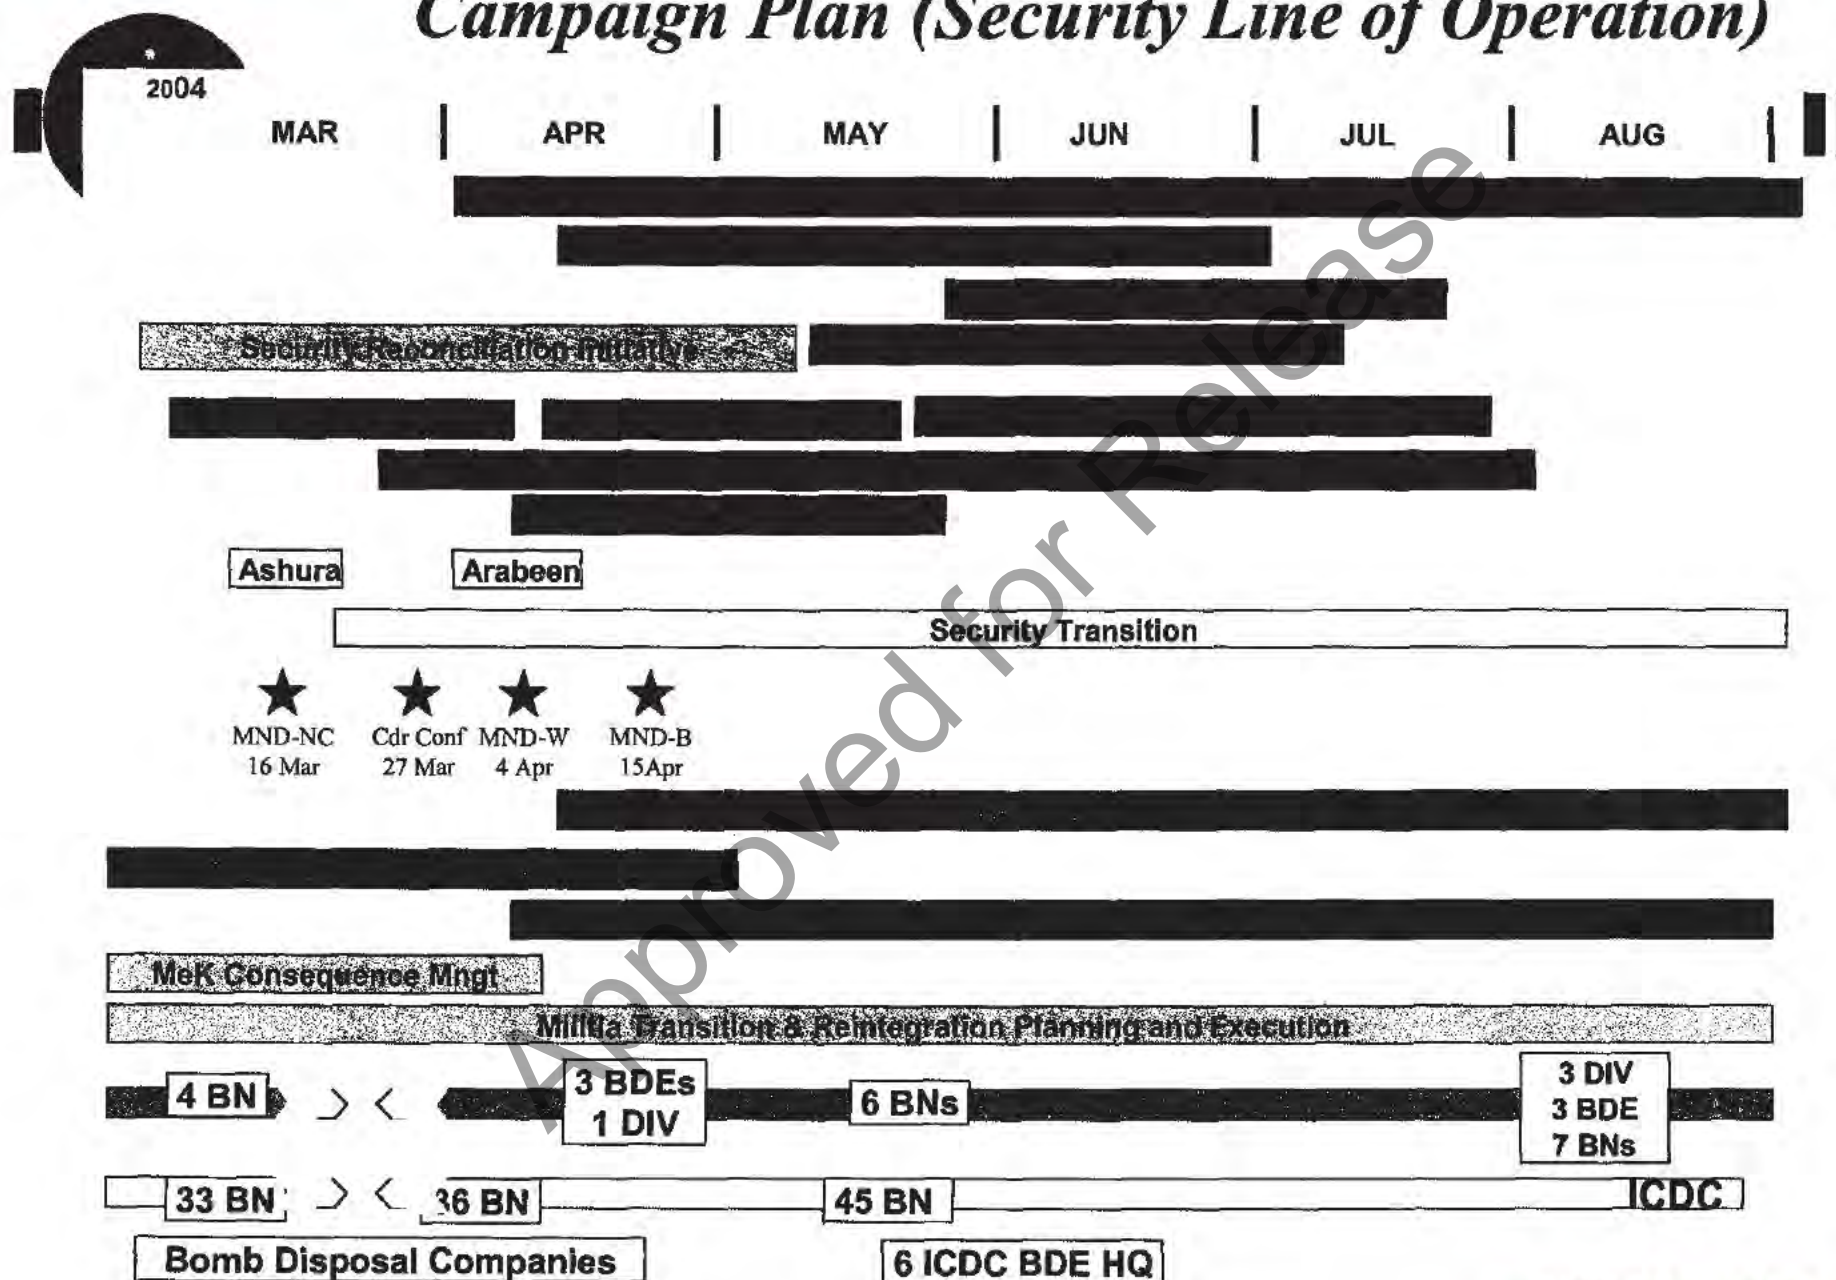 Campaign Plan (Security Line of Operation)
2004
MAR APR MAY JUN JUL AUG
Security Reconciliation Initiative
Ashura Arabeen
Security Transition
MND-NC Cdr Conf MND-W MND-B
16 Mar 27 Mar 4 Apr 15Apr
MeK Consequence Mngt
Militia Transition & Reintegration Planning and Execution
4 BN 3 BDEs 6 BNs 3 DIV
1 DIV 3 BDE
7 BNs
33 BN 36 BN 45 BN ICDC
Bomb Disposal Companies 6 ICDC BDE HQ
Approved for Release